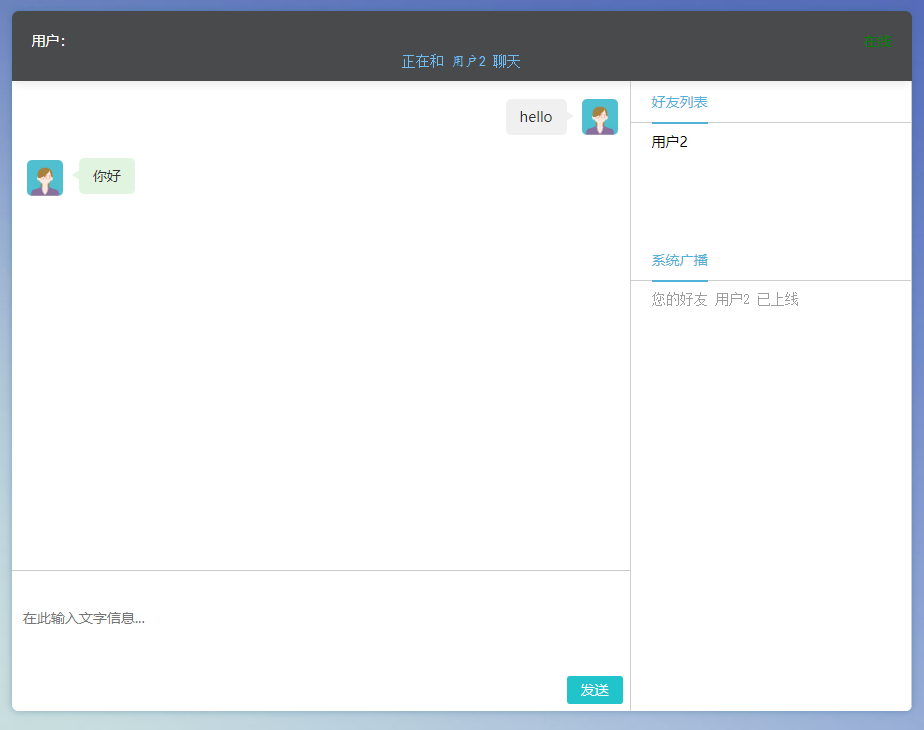 用户：
在线
正在和 用户2 聊天
hello
你好
好友列表
用户2
系统广播
您的好友 用户2 已上线
在此输入文字信息...
发送